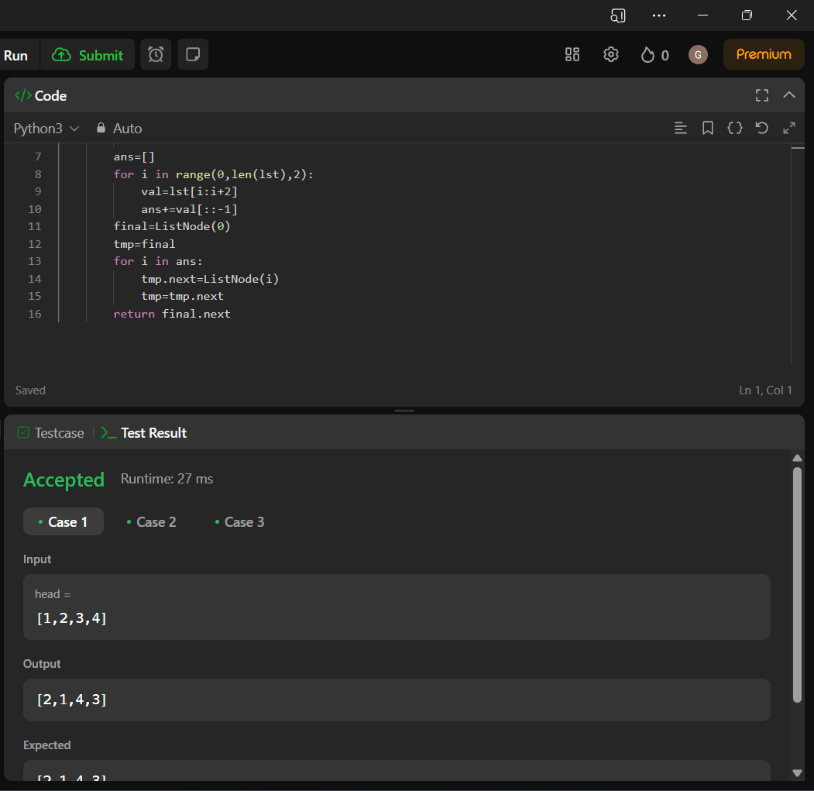 Run Submit 0 G Premium
</> Code
Python3 Auto {}
7 ans=[]
8 for i in range(0,len(lst),2):
9 val=lst[i:i+2]
10 ans+=val[::-1]
11 final=ListNode(0)
12 tmp=final
13 for i in ans:
14 tmp.next=ListNode(i)
15 tmp=tmp.next
16 return final.next
Saved Ln 1, Col 1
Testcase >_ Test Result
Accepted Runtime: 27 ms
• Case 1 • Case 2 • Case 3
Input
head =
[1,2,3,4]
Output
[2,1,4,3]
Expected
[2,1,4,3]